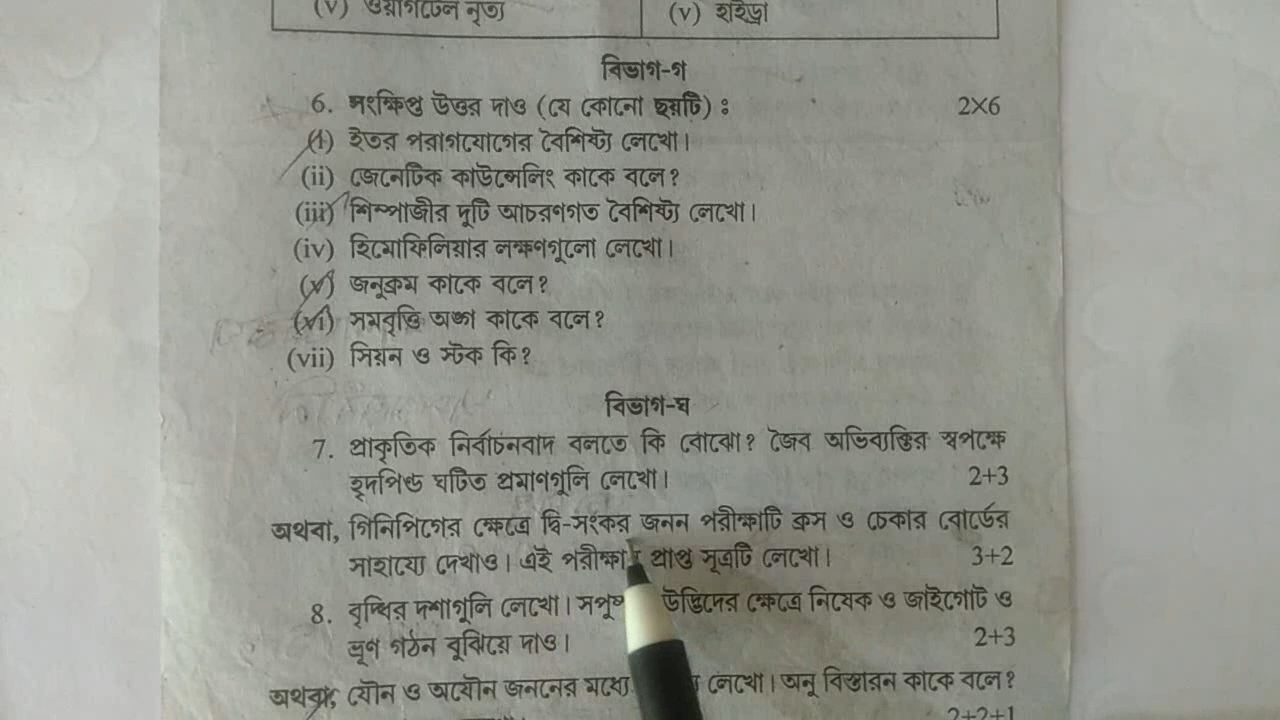 (v) ওয়াগটেল নৃত্য
(v) হাইড্রা
বিভাগ-গ
6. সংক্ষিপ্ত উত্তর দাও (যে কোনো ছয়টি) : 2×6
(i) ইতর পরাগযোগের বৈশিষ্ট্য লেখো।
(ii) জেনেটিক কাউন্সেলিং কাকে বলে?
(iii) শিম্পাঞ্জীর দুটি আচরণগত বৈশিষ্ট্য লেখো।
(iv) হিমোফিলিয়ার লক্ষণগুলো লেখো।
(v) জনুক্রম কাকে বলে?
(vi) সমবৃত্তি অঙ্গ কাকে বলে?
(vii) সিয়ন ও স্টক কি?
বিভাগ-ঘ
7. প্রাকৃতিক নির্বাচনবাদ বলতে কি বোঝো? জৈব অভিব্যক্তির স্বপক্ষে
হৃদপিণ্ড ঘটিত প্রমাণগুলি লেখো। 2+3
অথবা, গিনিপিগের ক্ষেত্রে দ্বি-সংকর জনন পরীক্ষাটি ক্রস ও চেকার বোর্ডের
সাহায্যে দেখাও। এই পরীক্ষা প্রাপ্ত সূত্রটি লেখো। 3+2
8. বৃদ্ধির দশাগুলি লেখো। উদ্ভিদের ক্ষেত্রে নিষেক ও জাইগোট ও
ভ্রূণ গঠন বুঝিয়ে দাও। 2+3
অথবা, যৌন ও অযৌন জননের মধ্যে লেখো। অনু বিস্তারন কাকে বলে?
2+2+1